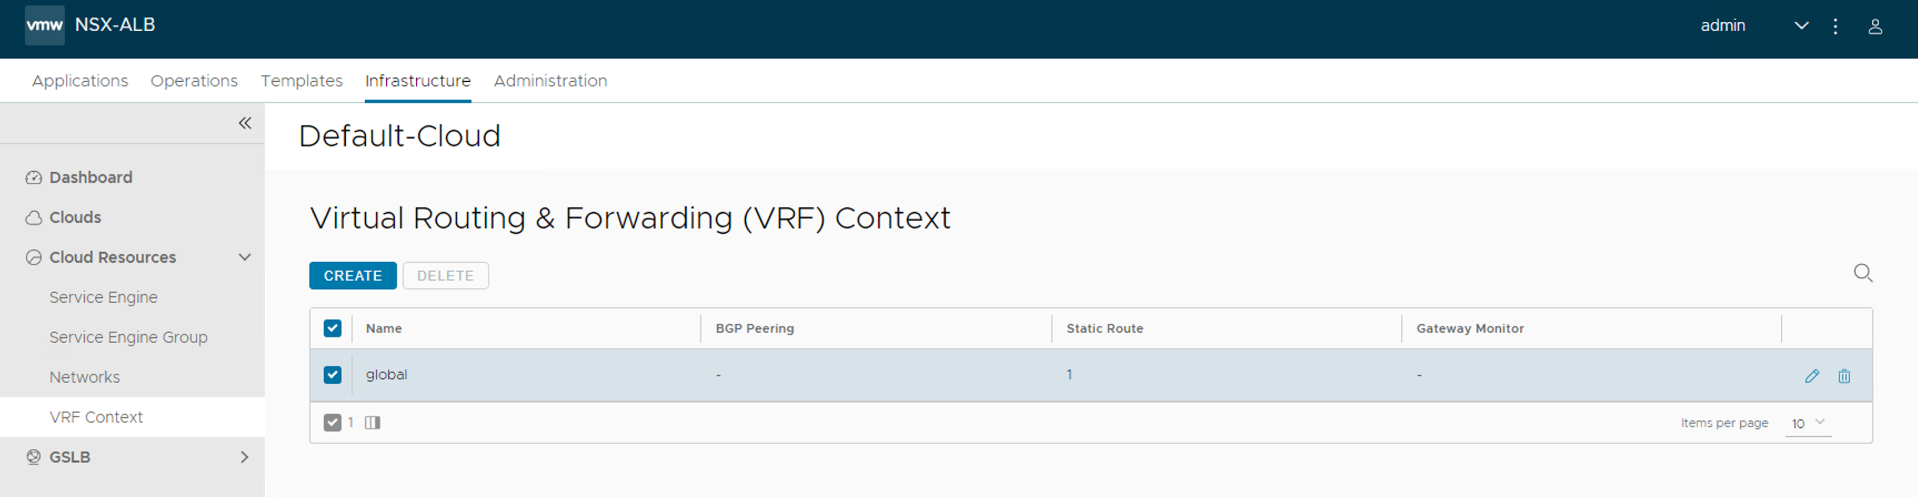 vmw NSX-ALB admin
Applications Operations Templates Infrastructure Administration
Default-Cloud
Dashboard
Clouds
Cloud Resources
Service Engine
Service Engine Group
Networks
VRF Context
GSLB
Virtual Routing & Forwarding (VRF) Context
CREATE DELETE
Name BGP Peering Static Route Gateway Monitor
global - 1 -
1 Items per page 10